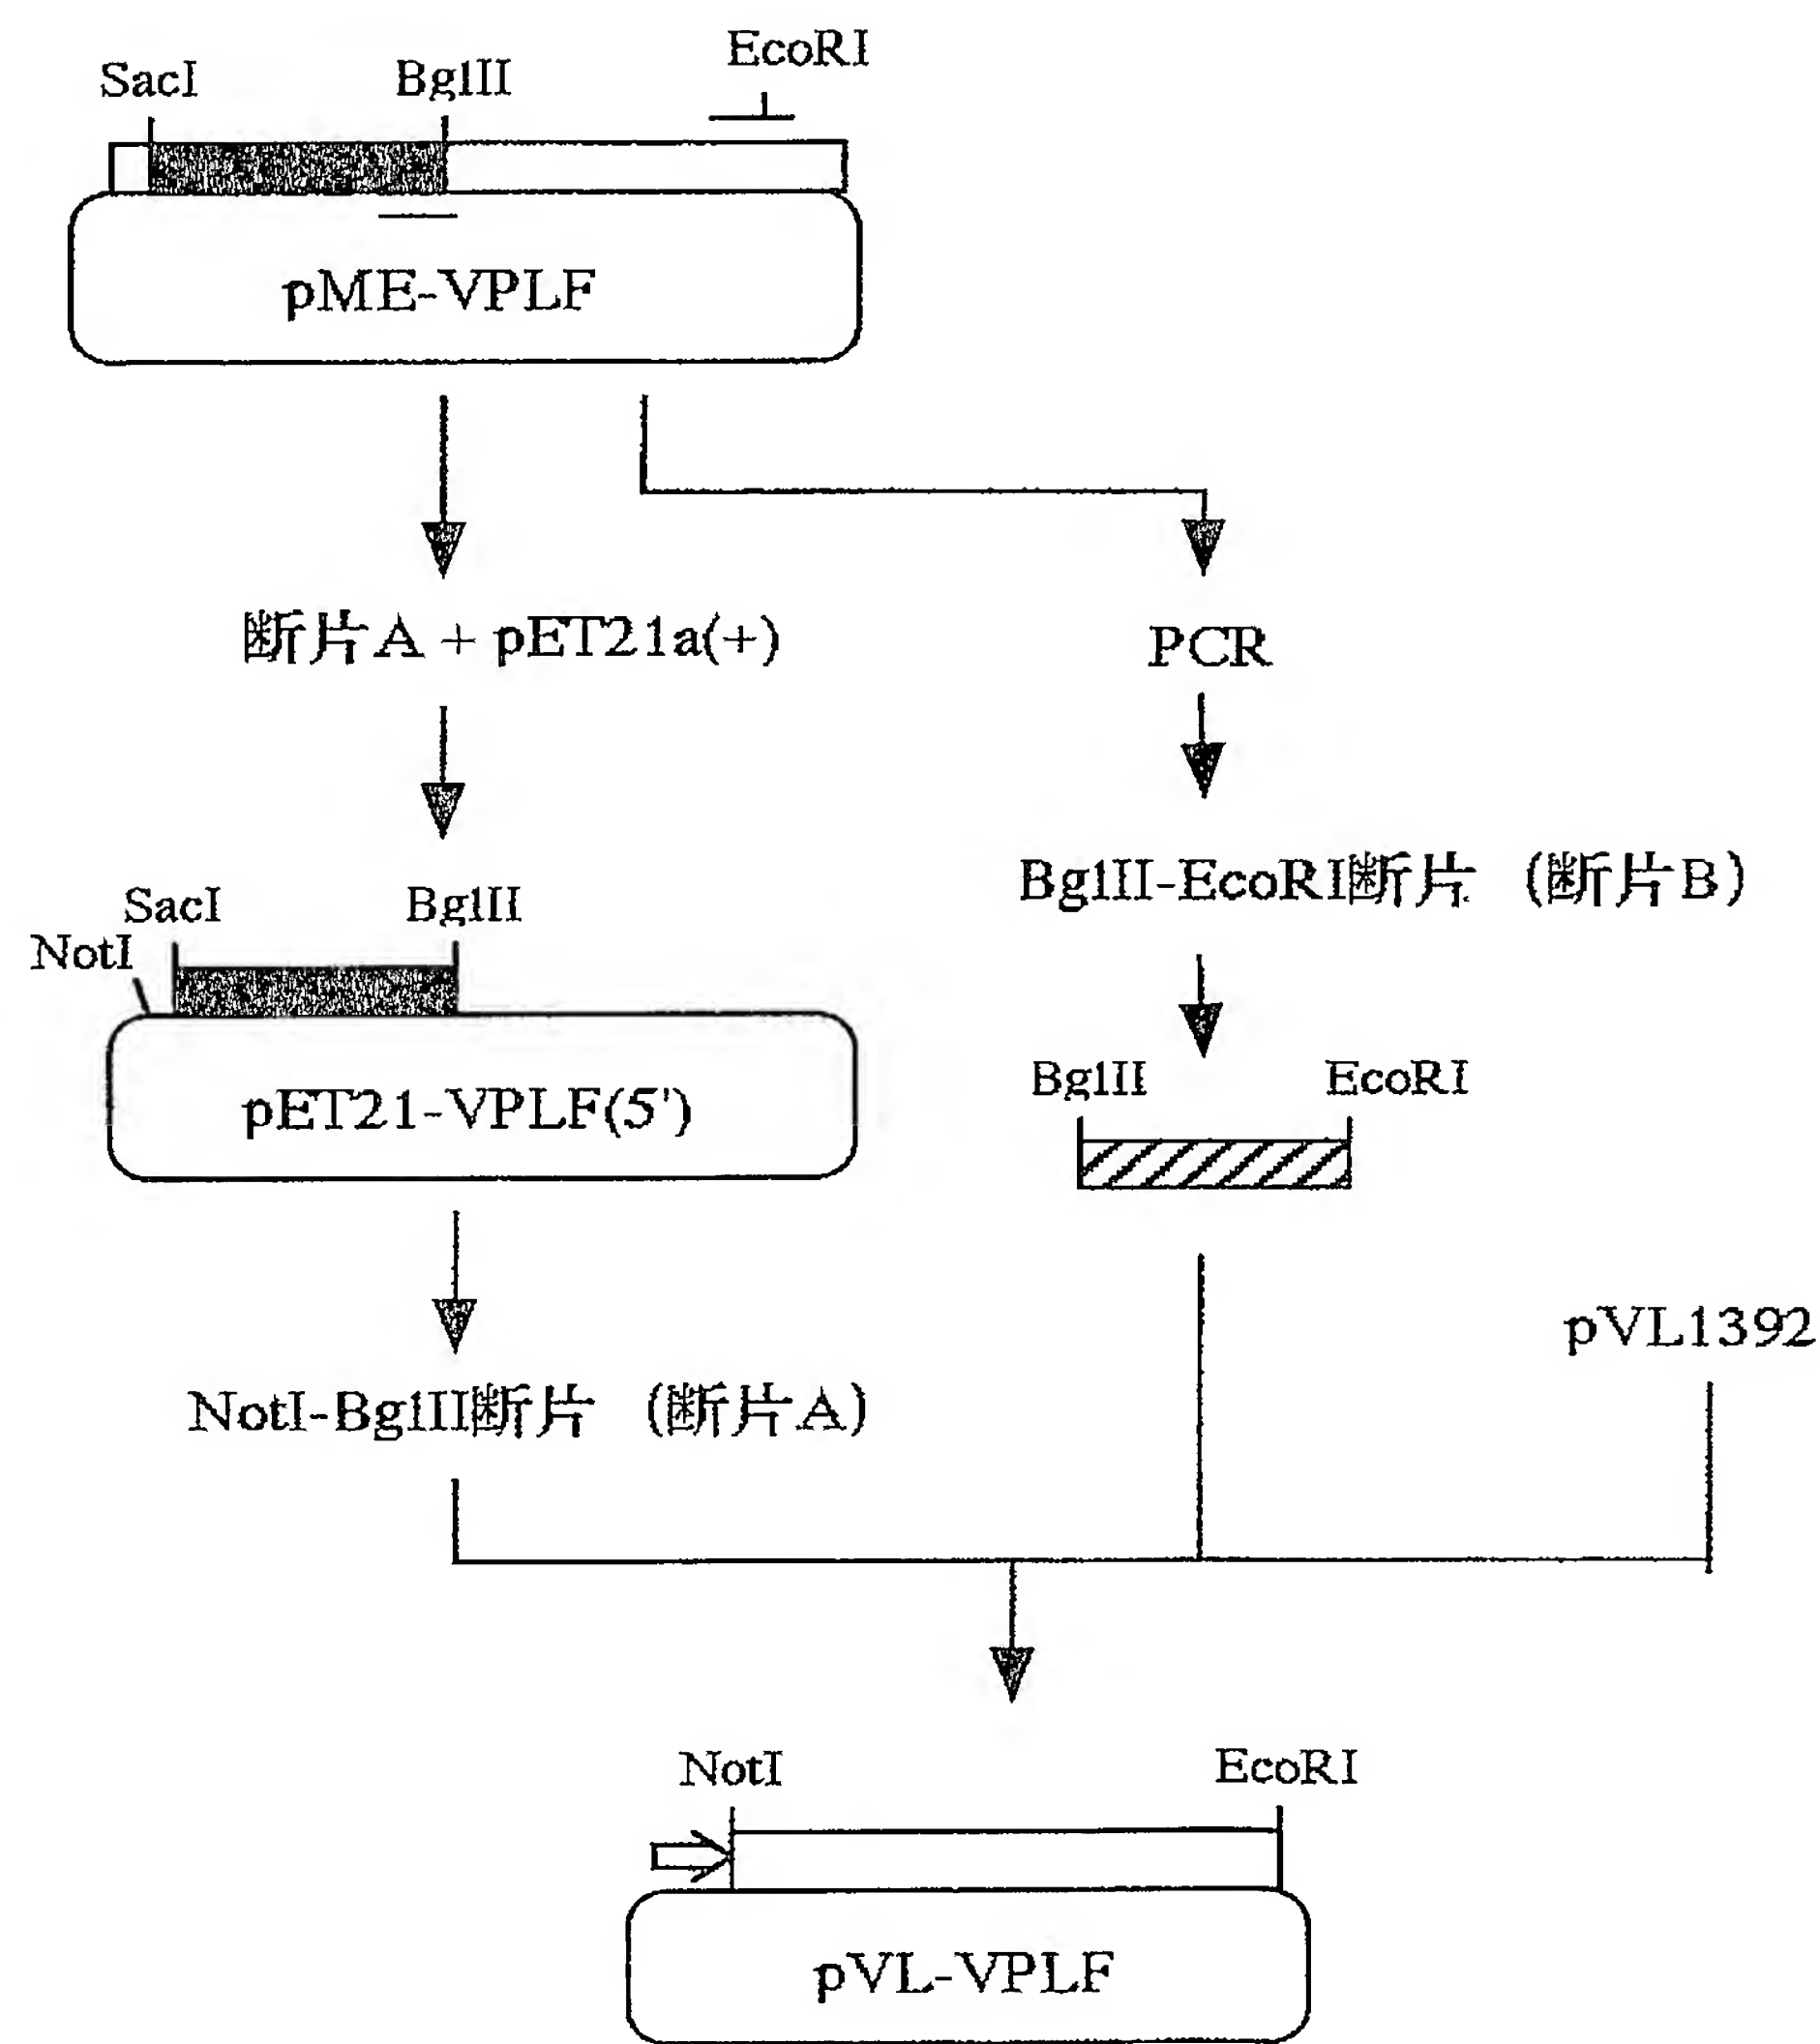 EcoRI
SacI
BglII
pME-VPLF
断片A + pET21a(+)
PCR
BglII-EcoRI断片 (断片B)
SacI
BglII
NotI
BglII
EcoRI
pET21-VPLF(5')
pVL1392
NotI-BglII断片 (断片A)
NotI
EcoRI
pVL-VPLF